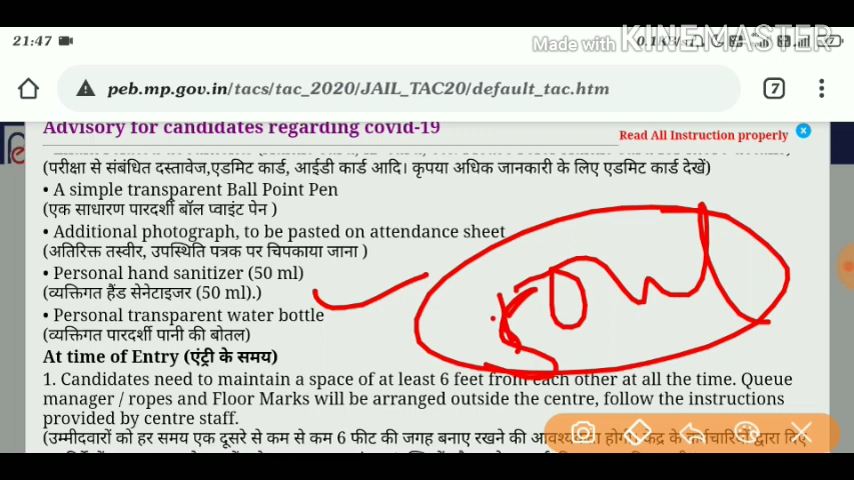 Made with KINEMASTER
21:47
peb.mp.gov.in/tacs/tac_2020/JAIL_TAC20/default_tac.htm
7
Advisory for candidates regarding covid-19
Read All Instruction properly
(परीक्षा से संबंधित दस्तावेज,एडमिट कार्ड, आईडी कार्ड आदि। कृपया अधिक जानकारी के लिए एडमिट कार्ड देखें)
• A simple transparent Ball Point Pen
(एक साधारण पारदर्शी बॉल प्वाइंट पेन )
• Additional photograph, to be pasted on attendance sheet
(अतिरिक्त तस्वीर, उपस्थिति पत्रक पर चिपकाया जाना )
• Personal hand sanitizer (50 ml)
(व्यक्तिगत हैंड सेनेटाइजर (50 ml).)
• Personal transparent water bottle
(व्यक्तिगत पारदर्शी पानी की बोतल)
At time of Entry (एंट्री के समय)
1. Candidates need to maintain a space of at least 6 feet from each other at all the time. Queue
manager / ropes and Floor Marks will be arranged outside the centre, follow the instructions
provided by centre staff.
(उम्मीदवारों को हर समय एक दूसरे से कम से कम 6 फीट की जगह बनाए रखने की